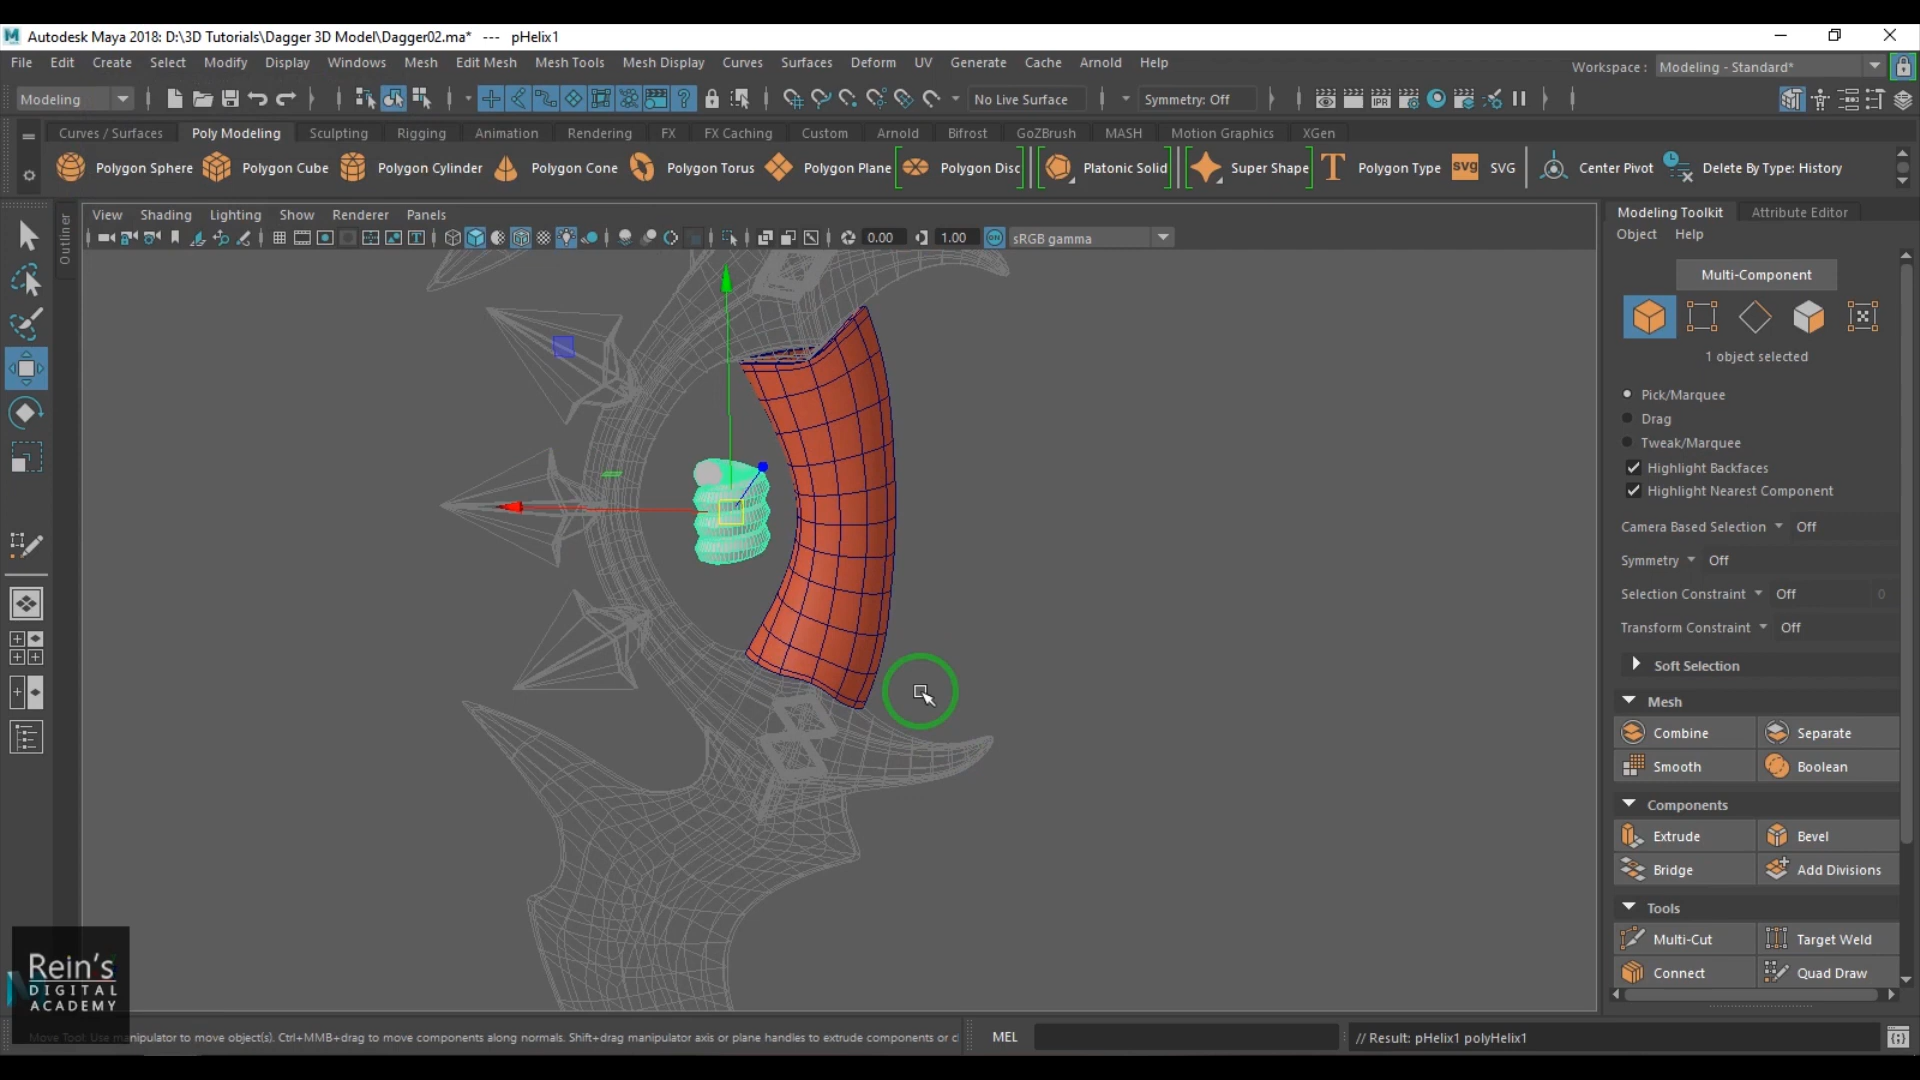 Autodesk Maya 2018: D:\3D Tutorials\Dagger 3D Model\Dagger02.ma* --- pHelix1
File Edit Create Select Modify Display Windows Mesh Edit Mesh Mesh Tools Mesh Display Curves Surfaces Deform UV Generate Cache Arnold Help
Workspace : Modeling - Standard*
Modeling No Live Surface Symmetry: Off IPR
Curves / Surfaces Poly Modeling Sculpting Rigging Animation Rendering FX FX Caching Custom Arnold Bifrost GoZBrush MASH Motion Graphics XGen
Polygon Sphere Polygon Cube Polygon Cylinder Polygon Cone Polygon Torus Polygon Plane Polygon Disc Platonic Solid Super Shape Polygon Type svg SVG Center Pivot Delete By Type: History
Outliner
View Shading Lighting Show Renderer Panels
0.00 1.00 ON sRGB gamma
Modeling Toolkit Attribute Editor
Object Help
Multi-Component
1 object selected
Pick/Marquee
Drag
Tweak/Marquee
Highlight Backfaces
Highlight Nearest Component
Camera Based Selection Off
Symmetry Off
Selection Constraint Off 0
Transform Constraint Off
Soft Selection
Mesh
Combine Separate
Smooth Boolean
Components
Extrude Bevel
Bridge Add Divisions
Tools
Multi-Cut Target Weld
Connect Quad Draw
Rein's
DIGITAL
ACADEMY
Move Tool: Use manipulator to move object(s). Ctrl+MMB+drag to move components along normals. Shift+drag manipulator axis or plane handles to extrude components or cl
MEL
// Result: pHelix1 polyHelix1